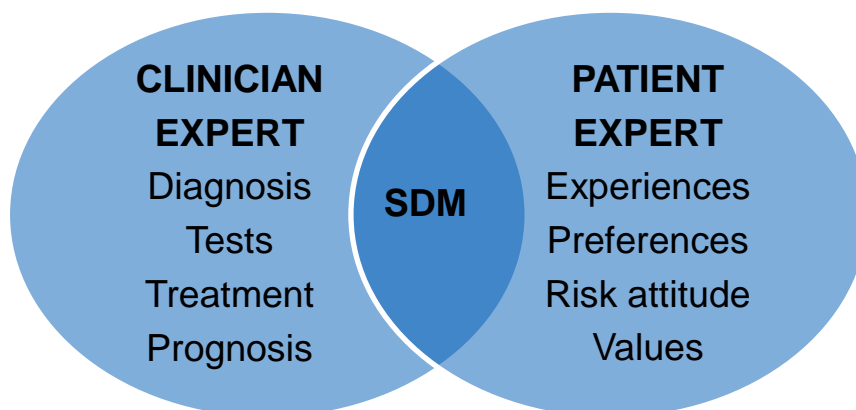 CLINICIAN
EXPERT
Diagnosis
Tests
Treatment
Prognosis
SDM
PATIENT
EXPERT
Experiences
Preferences
Risk attitude
Values